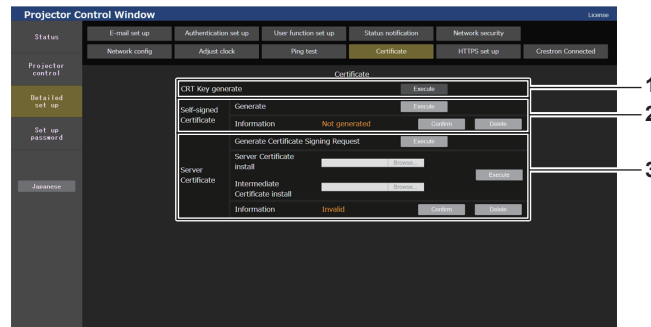 Projector Control Window
License
Status
E-mail set up
Authentication set up
User function set up
Status notification
Network security
Network config
Adjust clock
Ping test
Certificate
HTTPS set up
Crestron Connected
Projector
control
Detailed
set up
Set up
password
Japanese
Certificate
CRT Key generate
Execute
1
Self-signed
Certificate
Generate
Execute
Information
Not generated
Confirm
Delete
2
Server
Certificate
Generate Certificate Signing Request
Execute
Server Certificate
install
Browse...
Execute
Intermediate
Certificate install
Browse...
Information
Invalid
Confirm
Delete
3